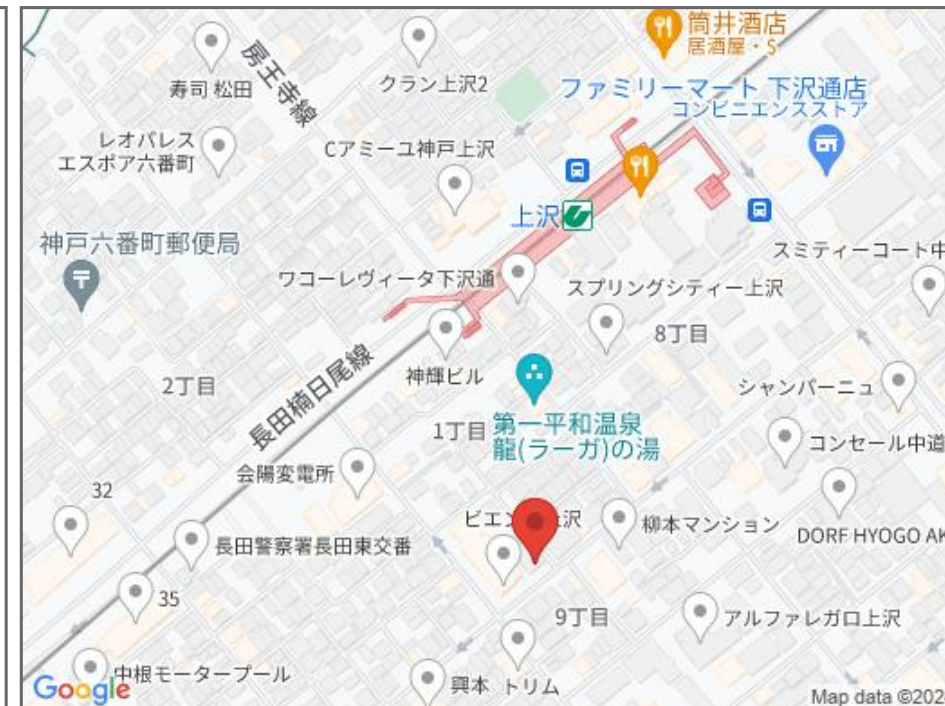 筒井酒店
居酒屋・S
房王寺線
寿司 松田
クラン上沢2
ファミリーマート 下沢通店
コンビニエンスストア
レオパレス
エスポア六番町
Cアミーユ神戸上沢
上沢
神戸六番町郵便局
スミティーコート中
ワコーレヴィータ下沢通
スプリングシティー上沢
8丁目
神輝ビル
2丁目
長田楠日尾線
シャンパーニュ
1丁目
第一平和温泉
龍(ラーガ)の湯
コンセール中道
会陽変電所
32
柳本マンション
DORF HYOGO AK
長田警察署長田東交番
35
9丁目
アルファレガロ上沢
中根モータープール
興本 トリム
Google
Map data ©202